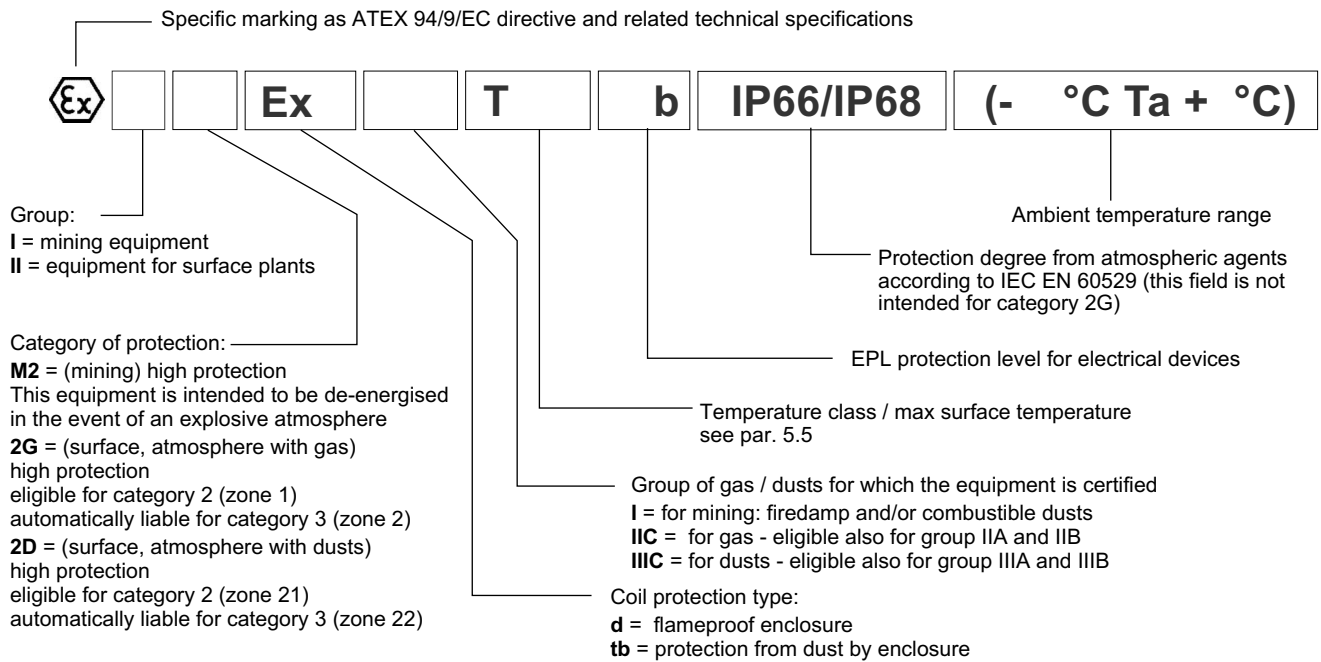 Specific marking as ATEX 94/9/EC directive and related technical specifications
Ex Ex T b IP66/IP68 (- °C Ta + °C)
Group:
I = mining equipment
II = equipment for surface plants
Category of protection:
M2 = (mining) high protection
This equipment is intended to be de-energised
in the event of an explosive atmosphere
2G = (surface, atmosphere with gas)
high protection
eligible for category 2 (zone 1)
automatically liable for category 3 (zone 2)
2D = (surface, atmosphere with dusts)
high protection
eligible for category 2 (zone 21)
automatically liable for category 3 (zone 22)
Ambient temperature range
Protection degree from atmospheric agents
according to IEC EN 60529 (this field is not
intended for category 2G)
EPL protection level for electrical devices
Temperature class / max surface temperature
see par. 5.5
Group of gas / dusts for which the equipment is certified
I = for mining: firedamp and/or combustible dusts
IIC = for gas - eligible also for group IIA and IIB
IIIC = for dusts - eligible also for group IIIA and IIIB
Coil protection type:
d = flameproof enclosure
tb = protection from dust by enclosure